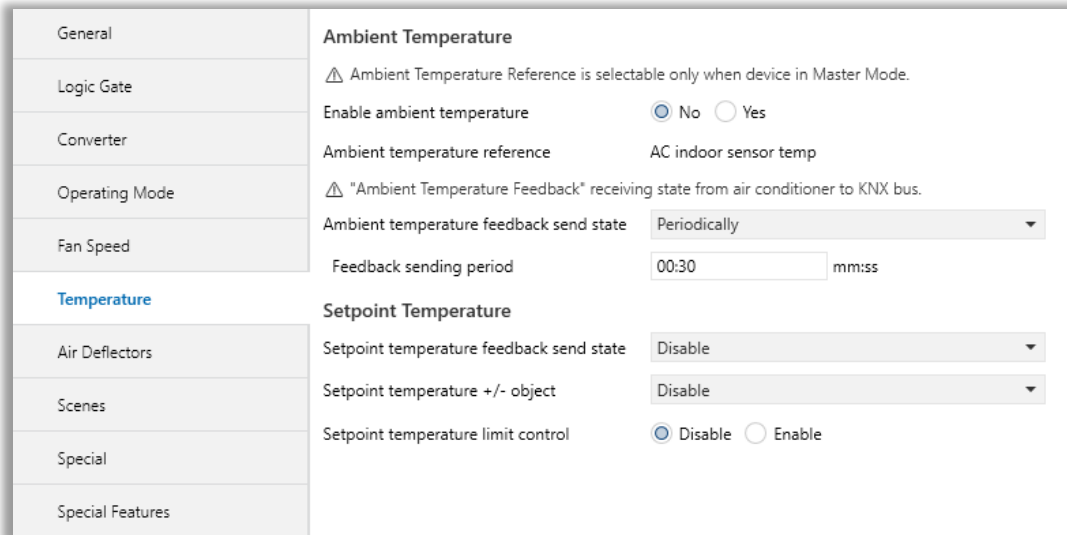 General
Logic Gate
Converter
Operating Mode
Fan Speed
Temperature
Air Deflectors
Scenes
Special
Special Features
Ambient Temperature
⚠ Ambient Temperature Reference is selectable only when device in Master Mode.
Enable ambient temperature No Yes
Ambient temperature reference AC indoor sensor temp
⚠ "Ambient Temperature Feedback" receiving state from air conditioner to KNX bus.
Ambient temperature feedback send state Periodically
Feedback sending period 00:30 mm:ss
Setpoint Temperature
Setpoint temperature feedback send state Disable
Setpoint temperature +/- object Disable
Setpoint temperature limit control Disable Enable